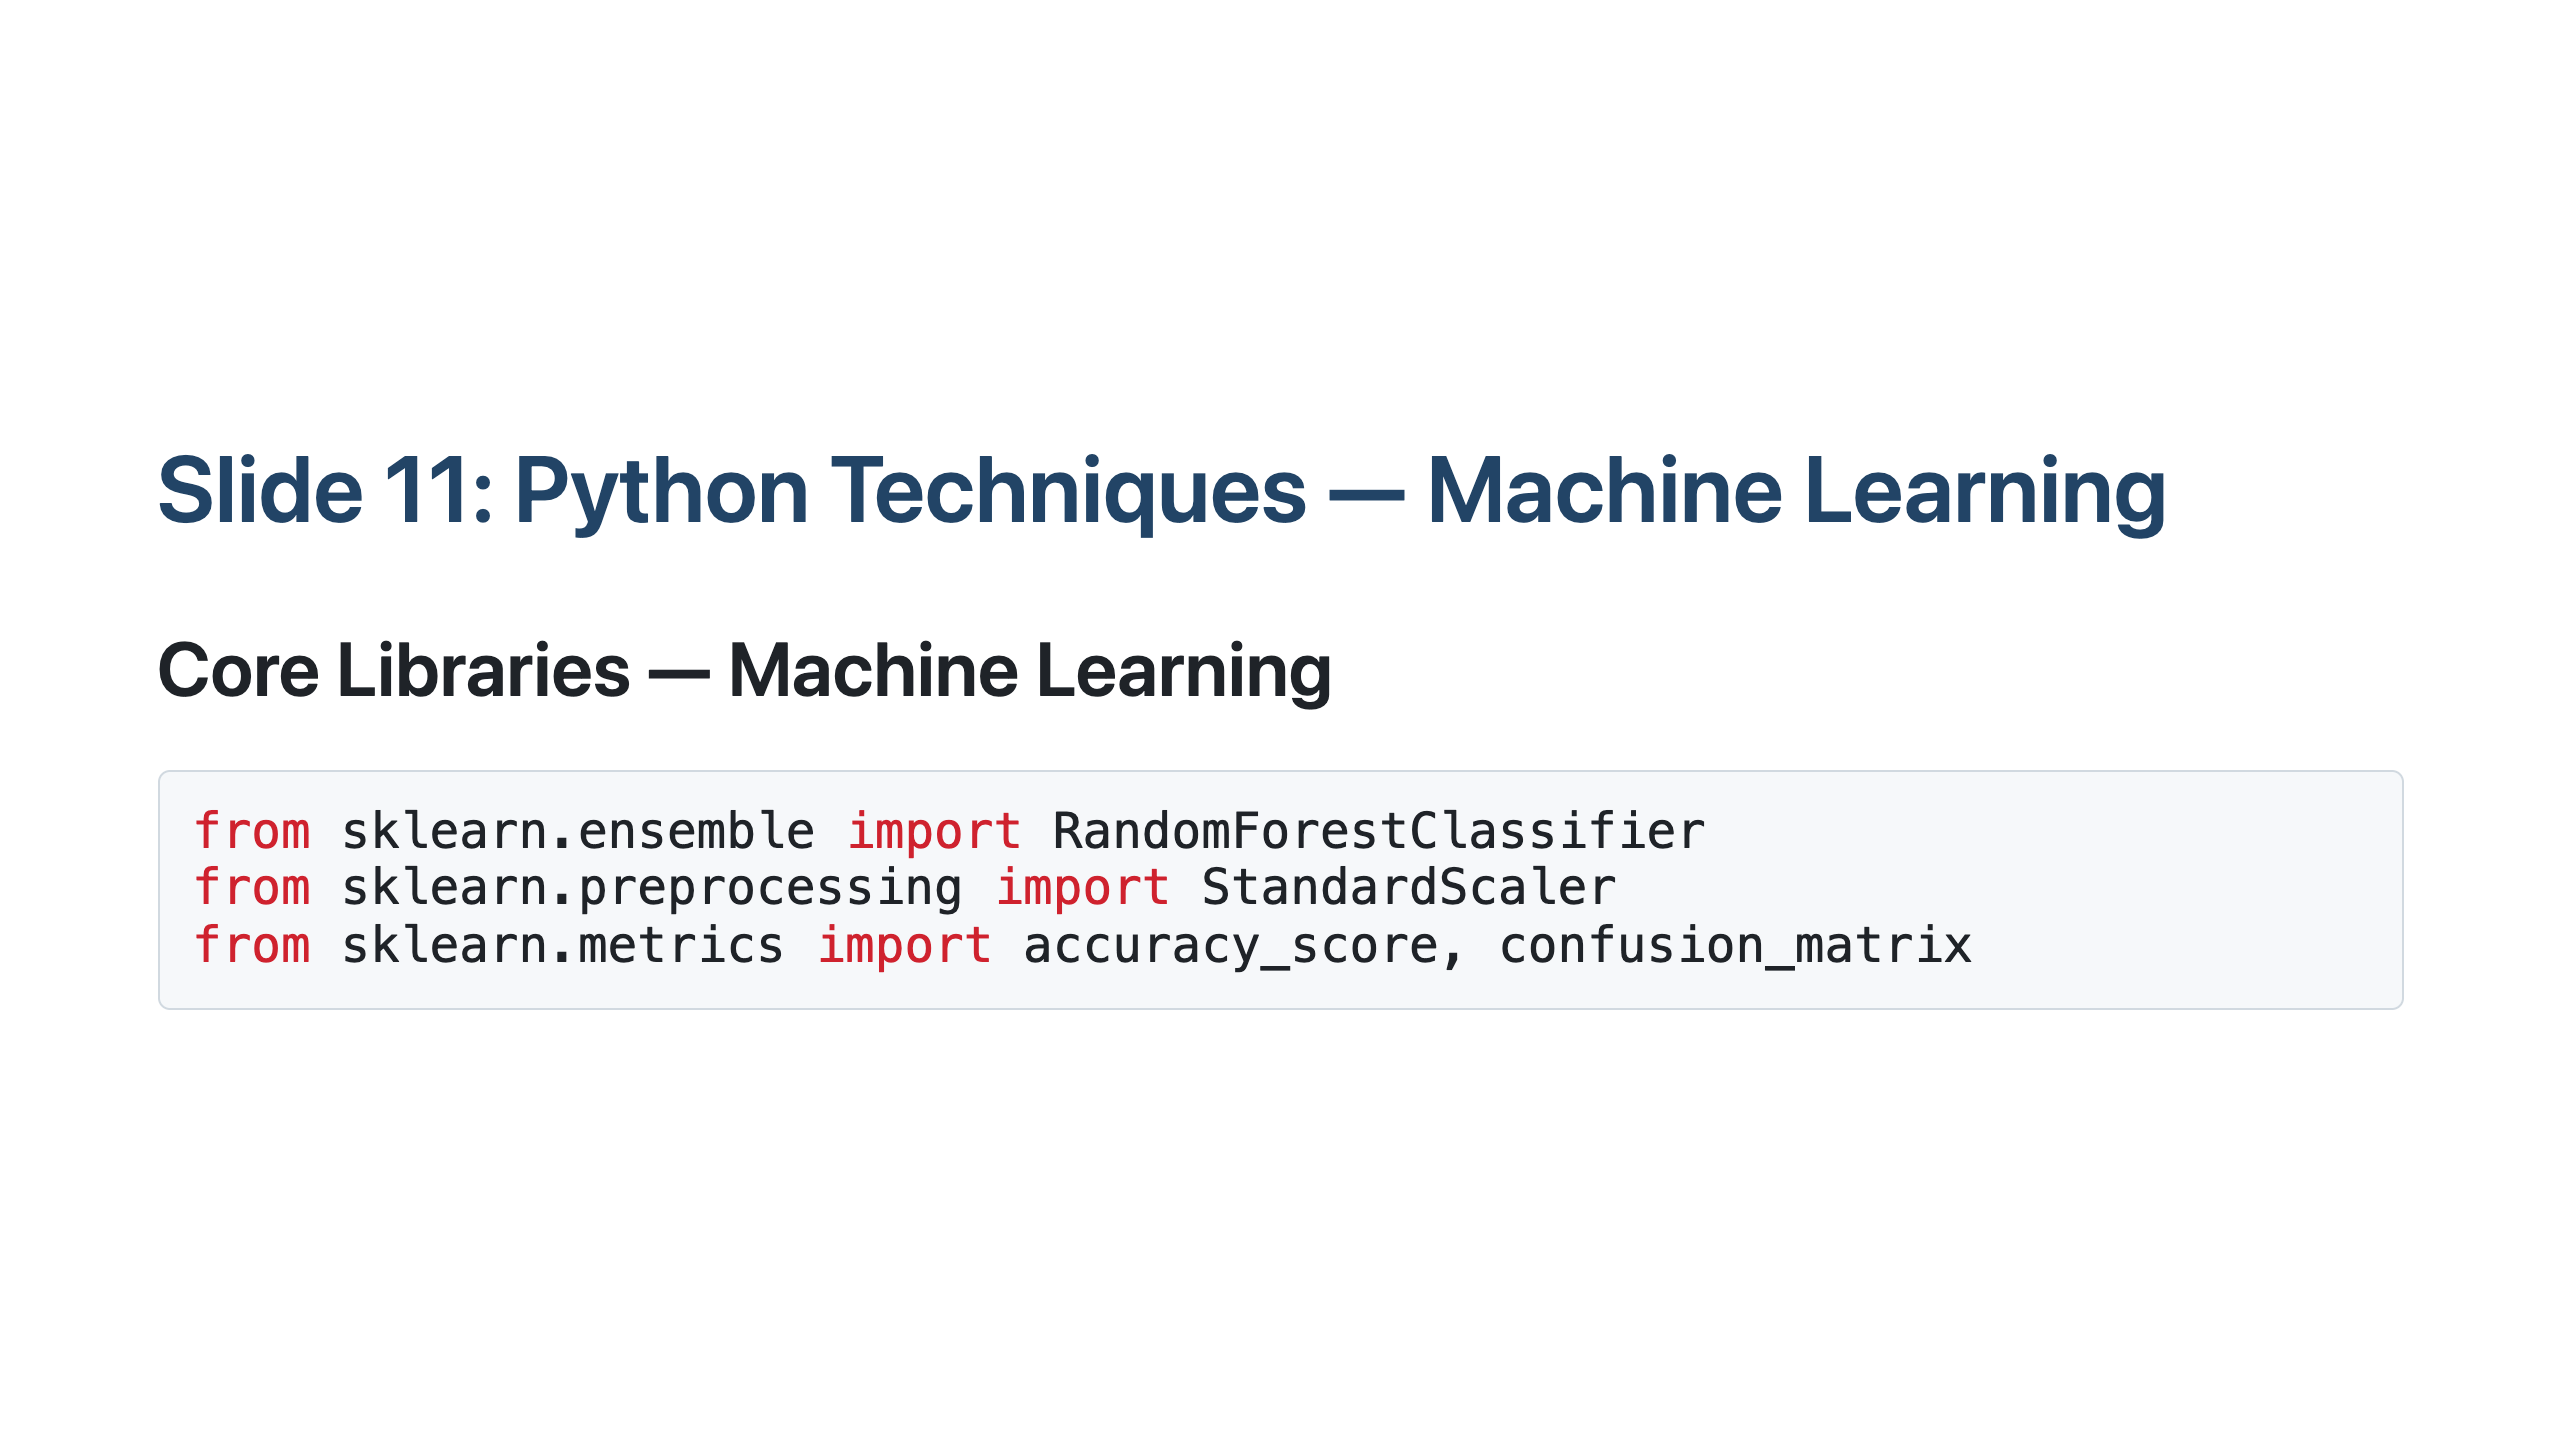 Slide 11: Python Techniques — Machine Learning
Core Libraries — Machine Learning
from sklearn.ensemble import RandomForestClassifier
from sklearn.preprocessing import StandardScaler
from sklearn.metrics import accuracy_score, confusion_matrix